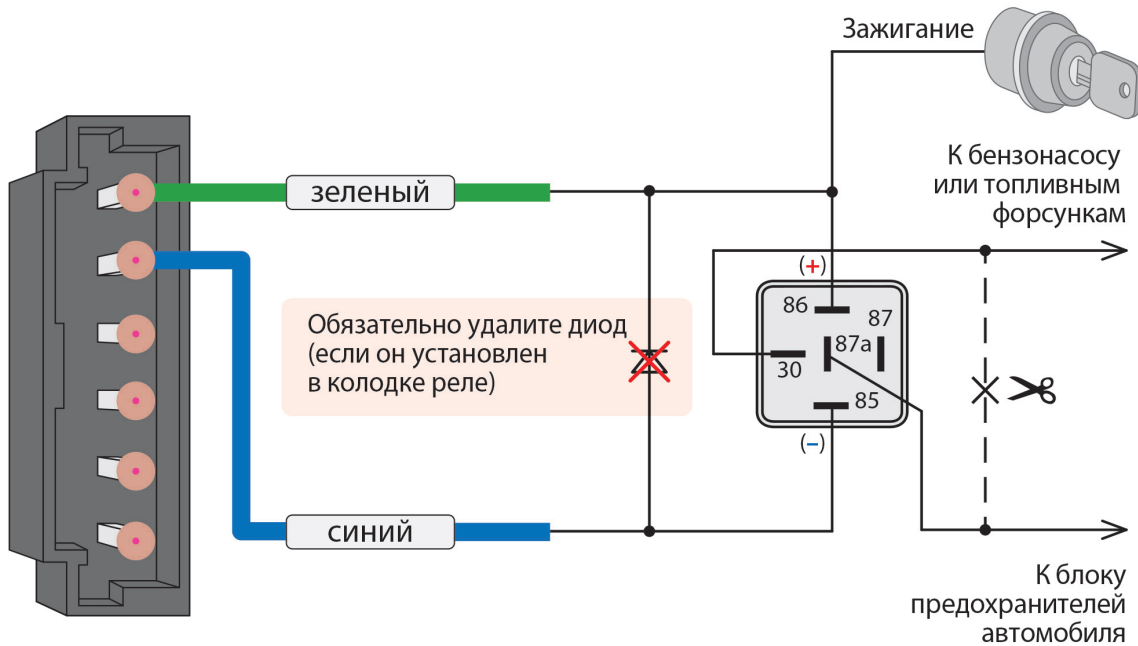 Зажигание
К бензонасосу
или топливным
форсункам
зеленый
(+)
86
87
87a
30
85
(–)
Обязательно удалите диод
(если он установлен
в колодке реле)
синий
К блоку
предохранителей
автомобиля